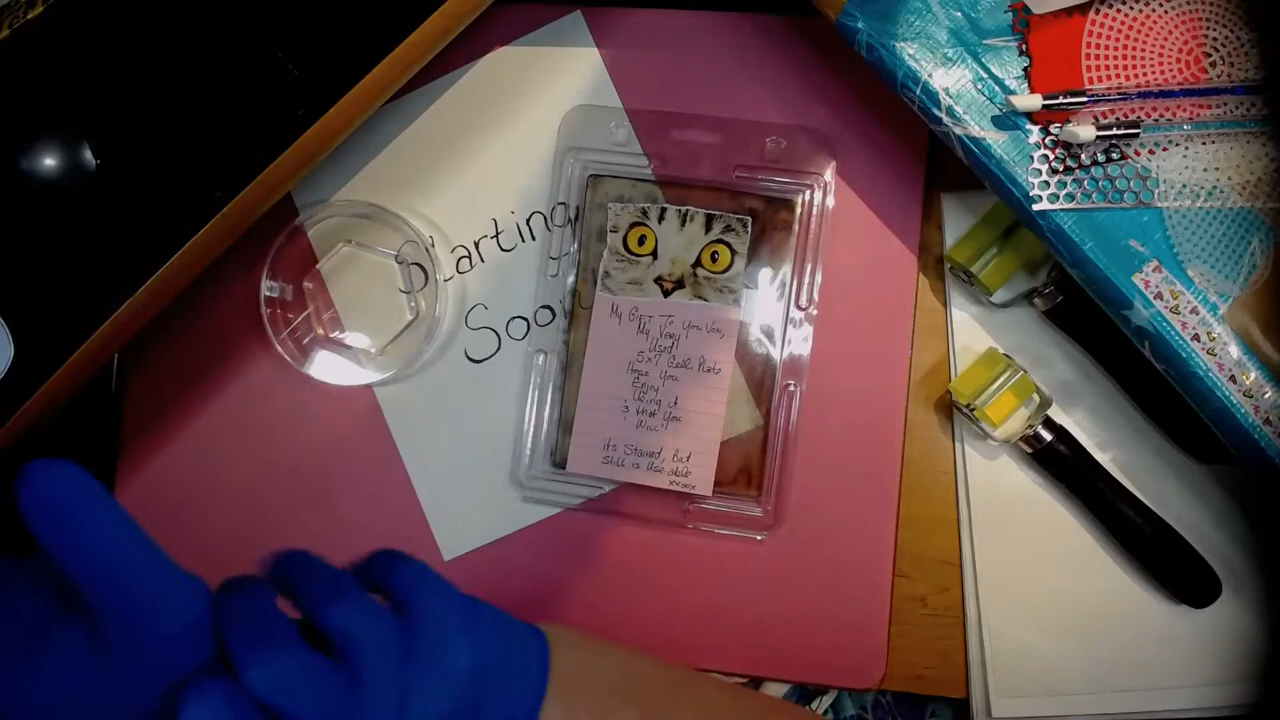 Starting
Soon
My Gift To You Von,
My Very
Used
5x7 Gelli Plate
Hope You
Enjoy
Using it
& that You
Will!
its Stained, But
Still is Useable
xxoox